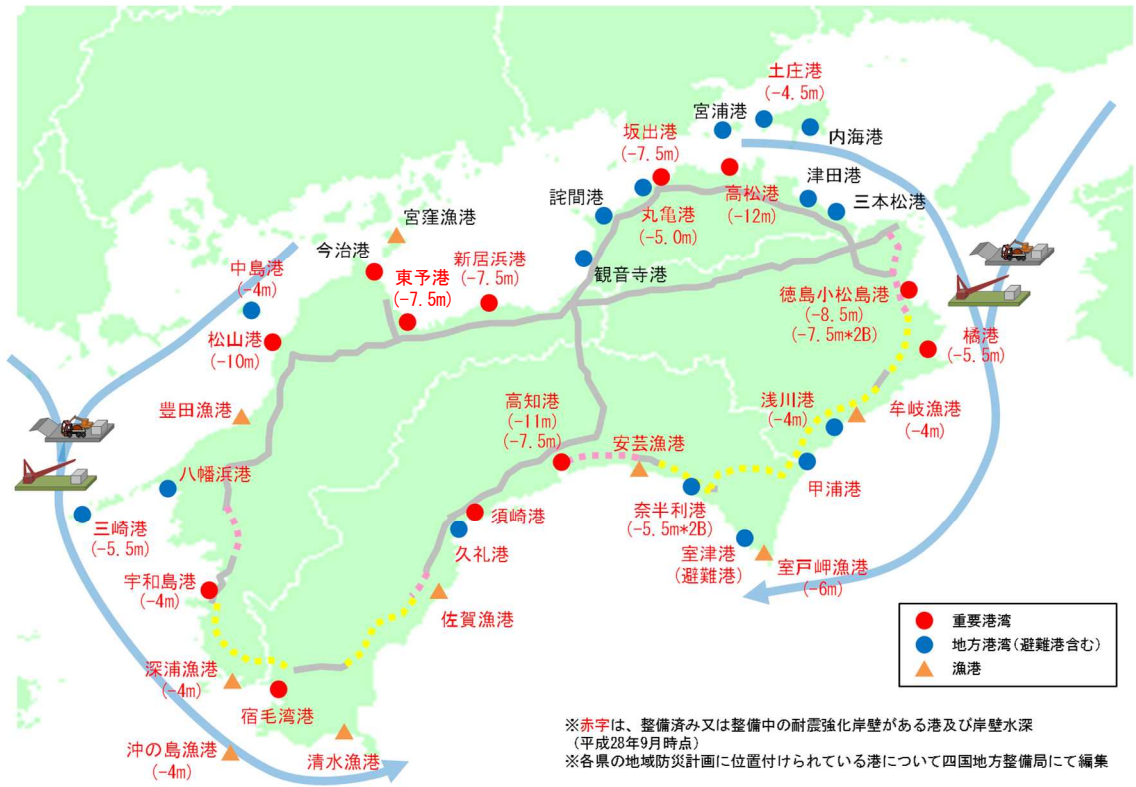 土庄港
(-4.5m)
宮浦港
内海港
坂出港
(-7.5m)
高松港
(-12m)
津田港
三本松港
詫間港
丸亀港
(-5.0m)
観音寺港
宮窪漁港
今治港
中島港
(-4m)
東予港
(-7.5m)
新居浜港
(-7.5m)
松山港
(-10m)
徳島小松島港
(-8.5m)
(-7.5m*2B)
橘港
(-5.5m)
豊田漁港
高知港
(-11m)
(-7.5m)
安芸漁港
浅川港
(-4m)
牟岐漁港
(-4m)
八幡浜港
三崎港
(-5.5m)
須崎港
久礼港
奈半利港
(-5.5m*2B)
甲浦港
室津港
(避難港)
室戸岬漁港
(-6m)
宇和島港
(-4m)
佐賀漁港
深浦漁港
(-4m)
宿毛湾港
沖の島漁港
(-4m)
清水漁港
重要港湾
地方港湾(避難港含む)
漁港
※赤字は、整備済み又は整備中の耐震強化岸壁がある港及び岸壁水深
(平成28年9月時点)
※各県の地域防災計画に位置付けられている港について四国地方整備局にて編集